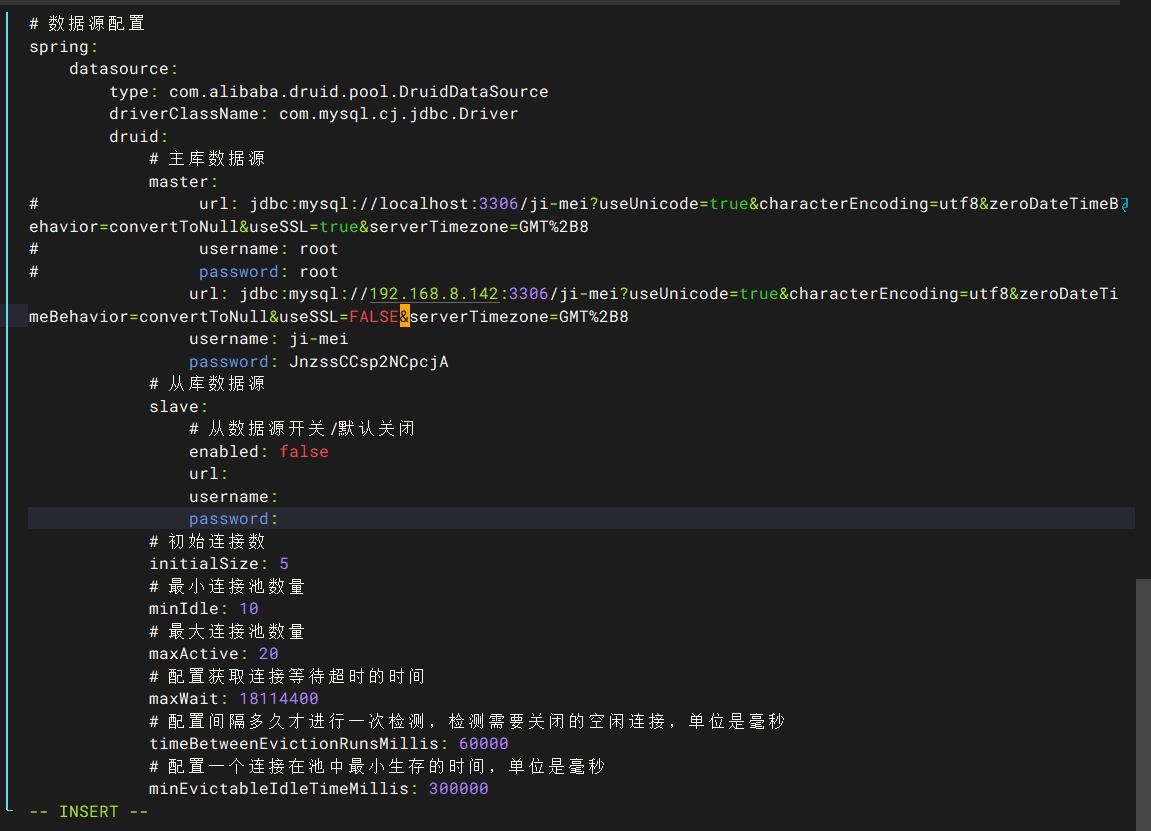 # 数据源配置
spring:
    datasource:
        type: com.alibaba.druid.pool.DruidDataSource
        driverClassName: com.mysql.cj.jdbc.Driver
        druid:
            # 主库数据源
            master:
#                url: jdbc:mysql://localhost:3306/ji-mei?useUnicode=true&characterEncoding=utf8&zeroDateTimeB
ehavior=convertToNull&useSSL=true&serverTimezone=GMT%2B8
#                username: root
#                password: root
                url: jdbc:mysql://192.168.8.142:3306/ji-mei?useUnicode=true&characterEncoding=utf8&zeroDateTi
meBehavior=convertToNull&useSSL=FALSE&serverTimezone=GMT%2B8
                username: ji-mei
                password: JnzssCCsp2NCpcjA
            # 从库数据源
            slave:
                # 从数据源开关/默认关闭
                enabled: false
                url:
                username:
                password:
            # 初始连接数
            initialSize: 5
            # 最小连接池数量
            minIdle: 10
            # 最大连接池数量
            maxActive: 20
            # 配置获取连接等待超时的时间
            maxWait: 18114400
            # 配置间隔多久才进行一次检测，检测需要关闭的空闲连接，单位是毫秒
            timeBetweenEvictionRunsMillis: 60000
            # 配置一个连接在池中最小生存的时间，单位是毫秒
            minEvictableIdleTimeMillis: 300000
-- INSERT --